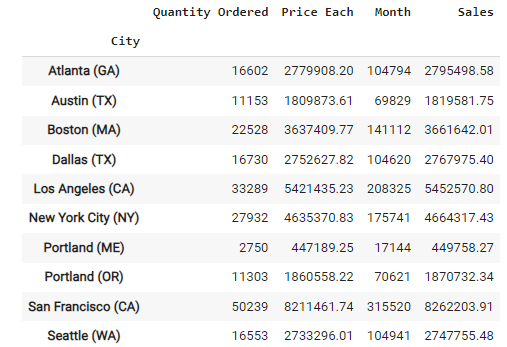 Quantity Ordered Price Each Month Sales
City
Atlanta (GA) 16602 2779908.20 104794 2795498.58
Austin (TX) 11153 1809873.61 69829 1819581.75
Boston (MA) 22528 3637409.77 141112 3661642.01
Dallas (TX) 16730 2752627.82 104620 2767975.40
Los Angeles (CA) 33289 5421435.23 208325 5452570.80
New York City (NY) 27932 4635370.83 175741 4664317.43
Portland (ME) 2750 447189.25 17144 449758.27
Portland (OR) 11303 1860558.22 70621 1870732.34
San Francisco (CA) 50239 8211461.74 315520 8262203.91
Seattle (WA) 16553 2733296.01 104941 2747755.48